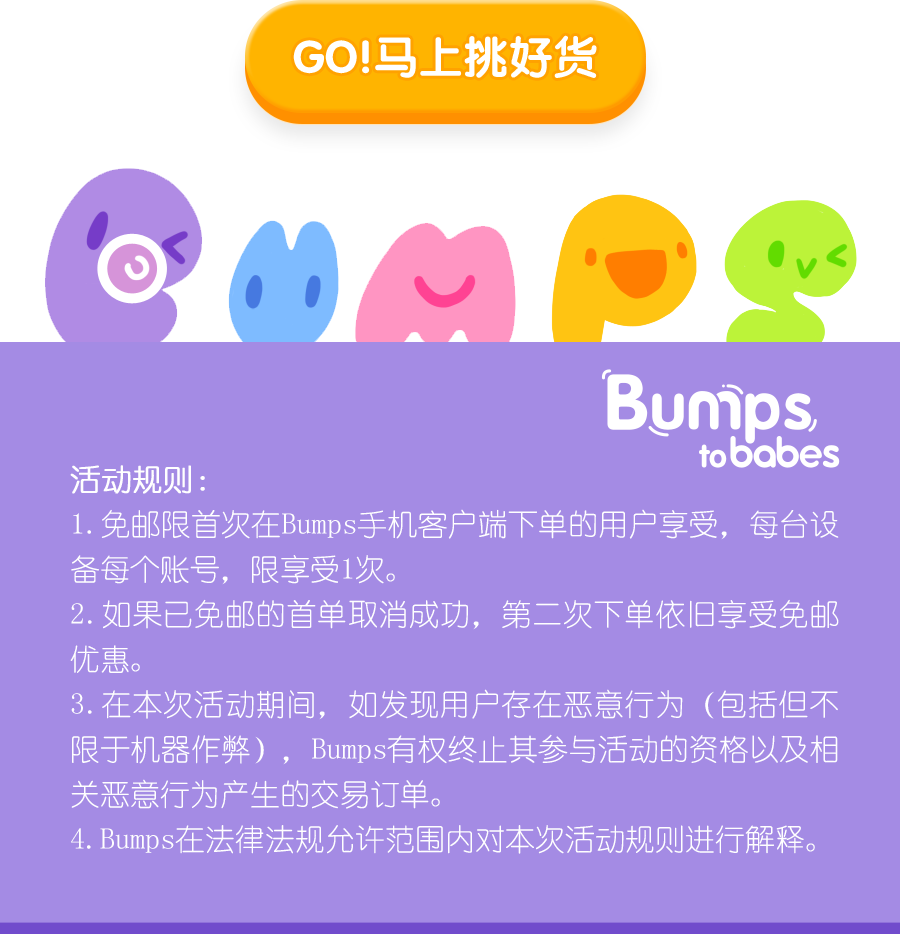 GO!马上挑好货
Bumps
to babes
活动规则：
1.免邮限首次在Bumps手机客户端下单的用户享受，每台设
备每个账号，限享受1次。
2.如果已免邮的首单取消成功，第二次下单依旧享受免邮
优惠。
3.在本次活动期间，如发现用户存在恶意行为（包括但不
限于机器作弊），Bumps有权终止其参与活动的资格以及相
关恶意行为产生的交易订单。
4.Bumps在法律法规允许范围内对本次活动规则进行解释。